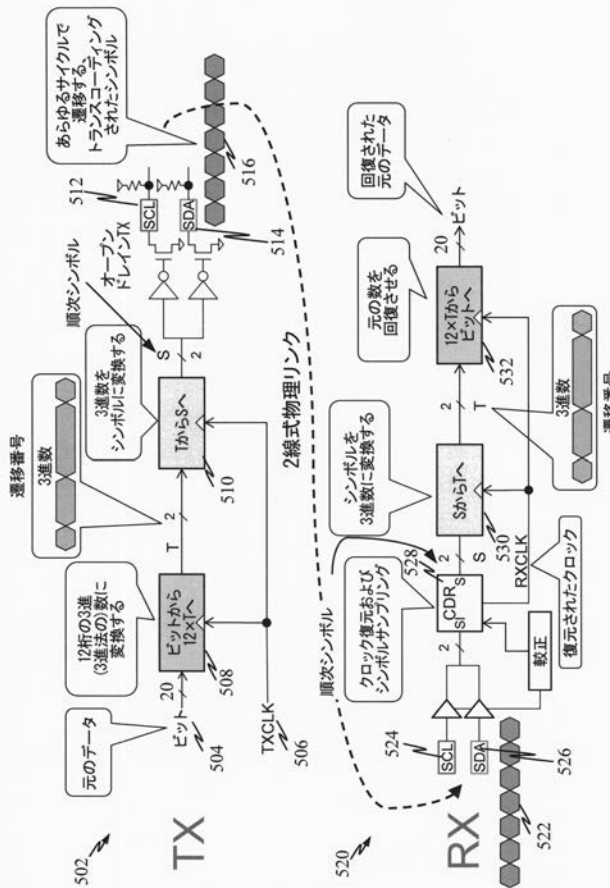 502
TX
元のデータ
ビット
504
20
TXCLK
506
12桁の3進
(3進法の)数に
変換する
ビットから
12×Tへ
508
T
2
遷移番号
3進数
3進数を
シンボルに変換する
TからSへ
510
順次シンボル
S
2
オープン
ドレインTX
512
SCL
SDA
514
516
あらゆるサイクルで
遷移する、
トランスコーディング
されたシンボル
2線式物理リンク
520
RX
522
524
SCL
SDA
526
順次シンボル
クロック復元および
シンボルサンプリング
2
528
CDR
SI
S
較正
復元されたクロック
RXCLK
2
S
シンボルを
3進数に変換する
SからTへ
530
2
T
3進数
遷移番号
元の数を
回復させる
12×Tから
ビットへ
532
20
ビット
回復された
元のデータ